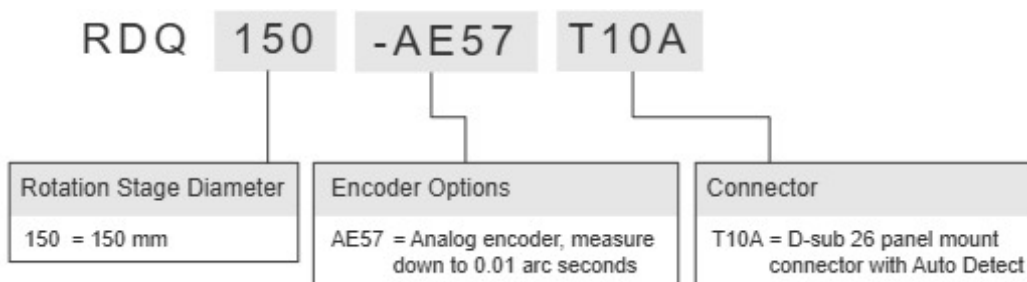 RDQ 150 -AE57 T10A
Rotation Stage Diameter
150 = 150 mm
Encoder Options
AE57 = Analog encoder, measure
down to 0.01 arc seconds
Connector
T10A = D-sub 26 panel mount
connector with Auto Detect